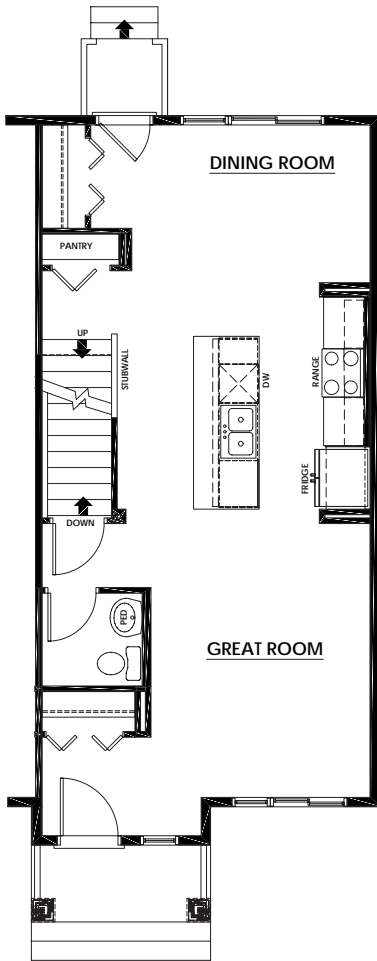 DINING ROOM
PANTRY
UP
STUBWALL
DW
RANGE
FRIDGE
DOWN
PED
GREAT ROOM